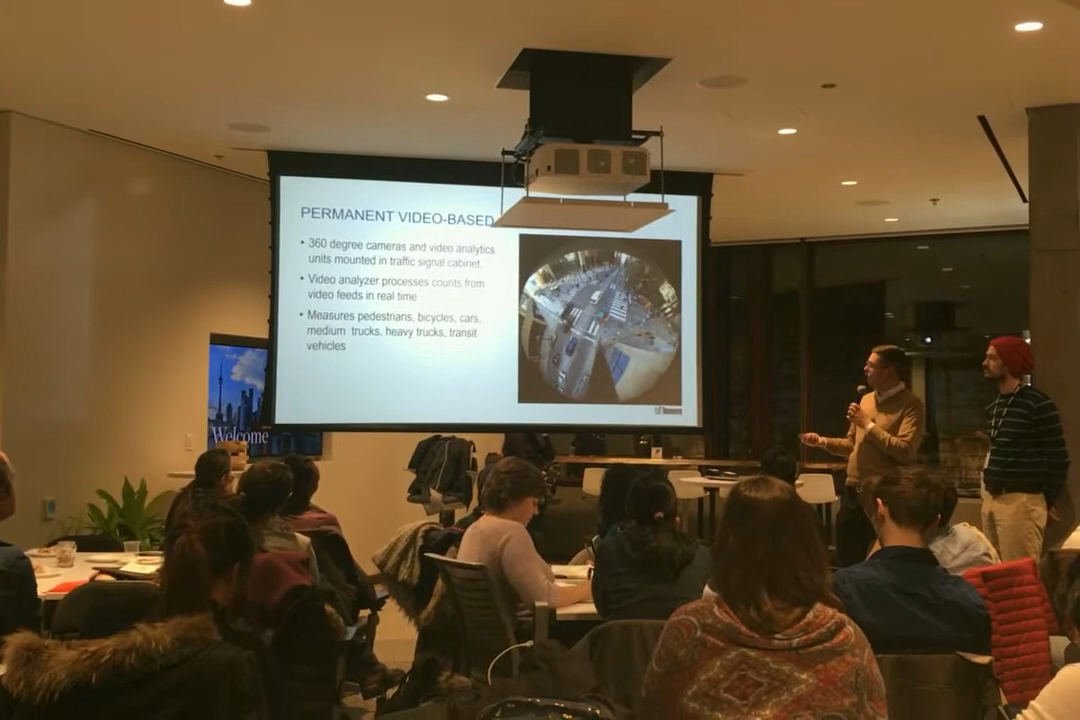 PERMANENT VIDEO-BASED
• 360 degree cameras and video analytics
units mounted in traffic signal cabinet.
• Video analyzer processes counts from
video feeds in real time
• Measures pedestrians, bicycles, cars,
medium trucks, heavy trucks, transit
vehicles
Toronto
Welcome